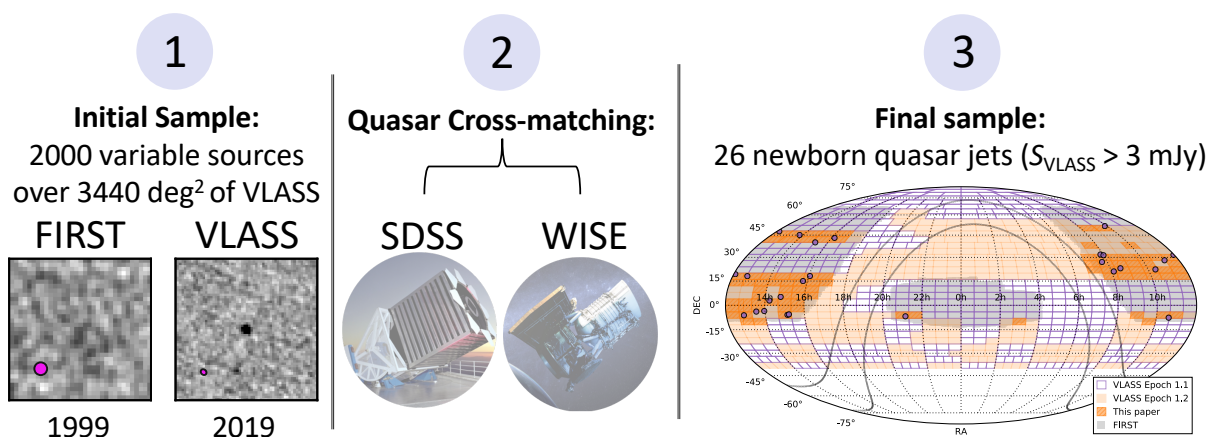 1
Initial Sample:
2000 variable sources
over 3440 deg² of VLASS
FIRST
VLASS
1999
2019
2
Quasar Cross-matching:
SDSS
WISE
3
Final sample:
26 newborn quasar jets (S_VLASS > 3 mJy)
75°
60°
45°
30°
15°
0°
-15°
-30°
-45°
-60°
-75°
DEC
14h
16h
18h
20h
22h
0h
2h
4h
6h
8h
10h
RA
VLASS Epoch 1.1
VLASS Epoch 1.2
This paper
FIRST